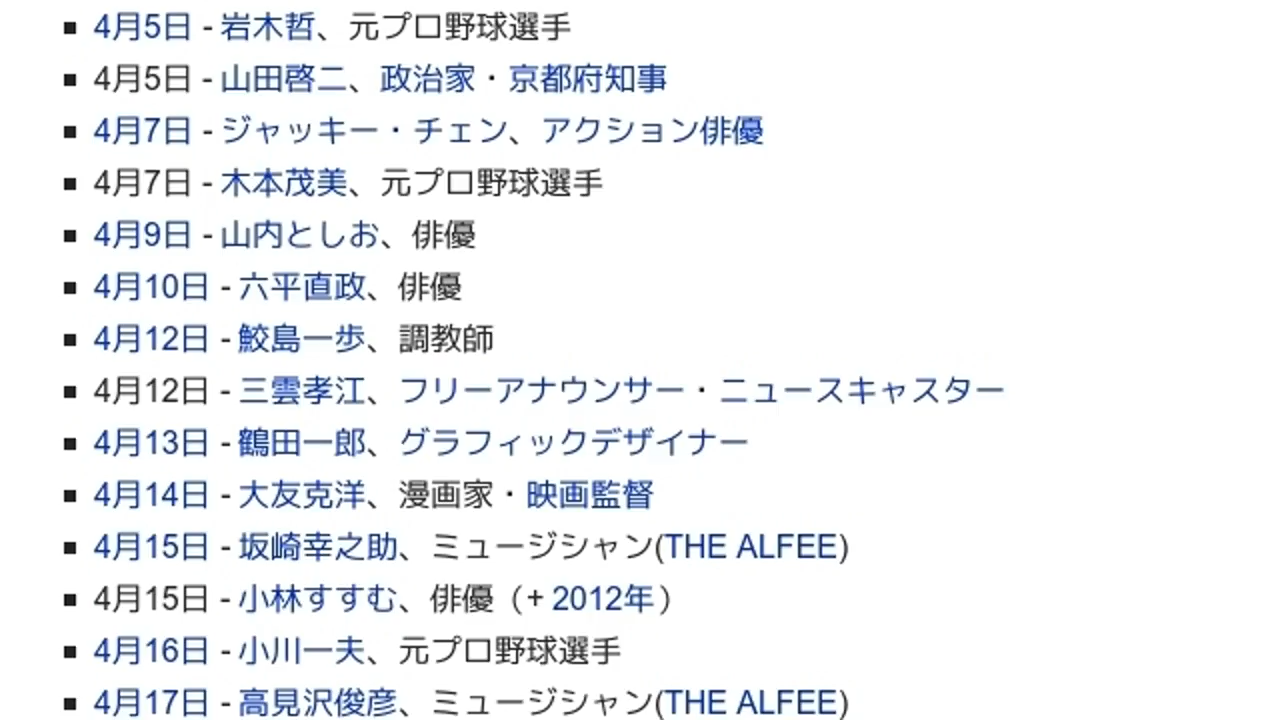 4月5日 - 岩木哲、元プロ野球選手
4月5日 - 山田啓二、政治家・京都府知事
4月7日 - ジャッキー・チェン、アクション俳優
4月7日 - 木本茂美、元プロ野球選手
4月9日 - 山内としお、俳優
4月10日 - 六平直政、俳優
4月12日 - 鮫島一歩、調教師
4月12日 - 三雲孝江、フリーアナウンサー・ニュースキャスター
4月13日 - 鶴田一郎、グラフィックデザイナー
4月14日 - 大友克洋、漫画家・映画監督
4月15日 - 坂崎幸之助、ミュージシャン(THE ALFEE)
4月15日 - 小林すすむ、俳優（+ 2012年）
4月16日 - 小川一夫、元プロ野球選手
4月17日 - 高見沢俊彦、ミュージシャン(THE ALFEE)